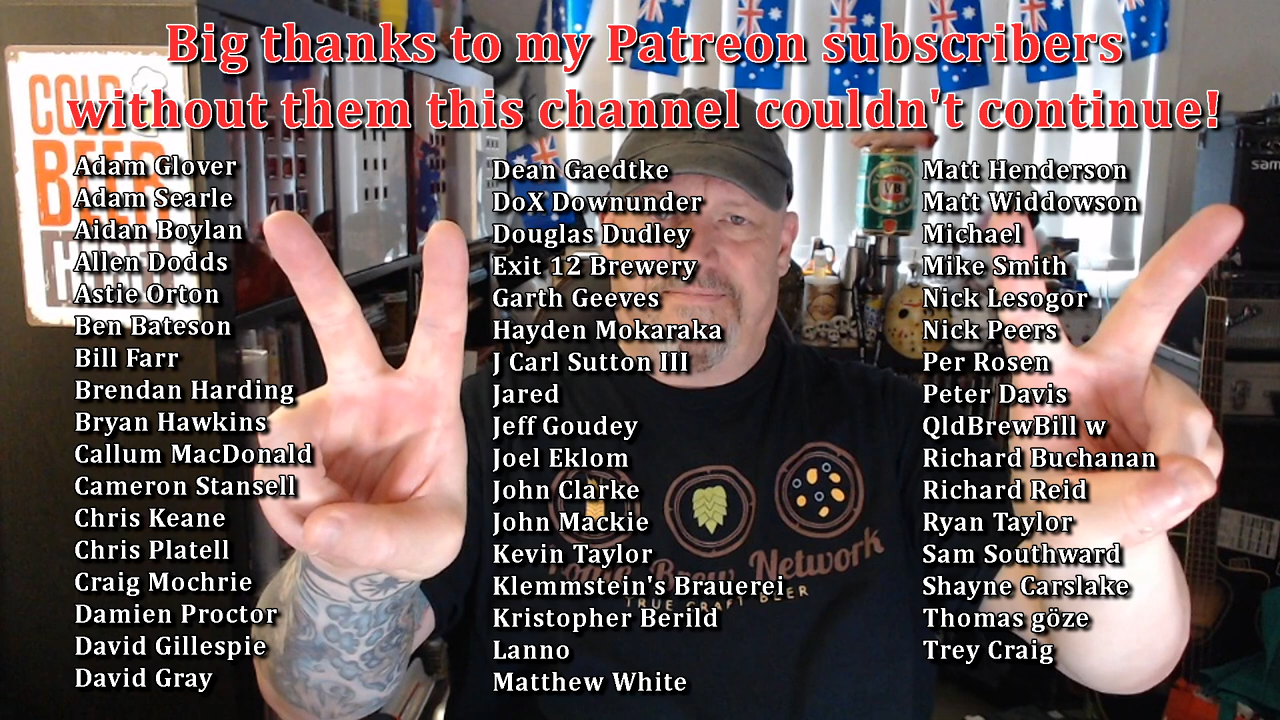 Big thanks to my Patreon subscribers
without them this channel couldn't continue!
COLD
BEER
Adam Glover
Adam Searle
Aidan Boylan
Allen Dodds
Astie Orton
Ben Bateson
Bill Farr
Brendan Harding
Bryan Hawkins
Callum MacDonald
Cameron Stansell
Chris Keane
Chris Platell
Craig Mochrie
Damien Proctor
David Gillespie
David Gray
Dean Gaedtke
DoX Downunder
Douglas Dudley
Exit 12 Brewery
Garth Geeves
Hayden Mokaraka
J Carl Sutton III
Jared
Jeff Goudey
Joel Eklom
John Clarke
John Mackie
Kevin Taylor
Klemmstein's Brauerei
Kristopher Berild
Lanno
Matthew White
Matt Henderson
Matt Widdowson
Michael
Mike Smith
Nick Lesogor
Nick Peers
Per Rosen
Peter Davis
QldBrewBill w
Richard Buchanan
Richard Reid
Ryan Taylor
Sam Southward
Shayne Carslake
Thomas göze
Trey Craig
VB
Brew Network
TRUE CRAFT BEER